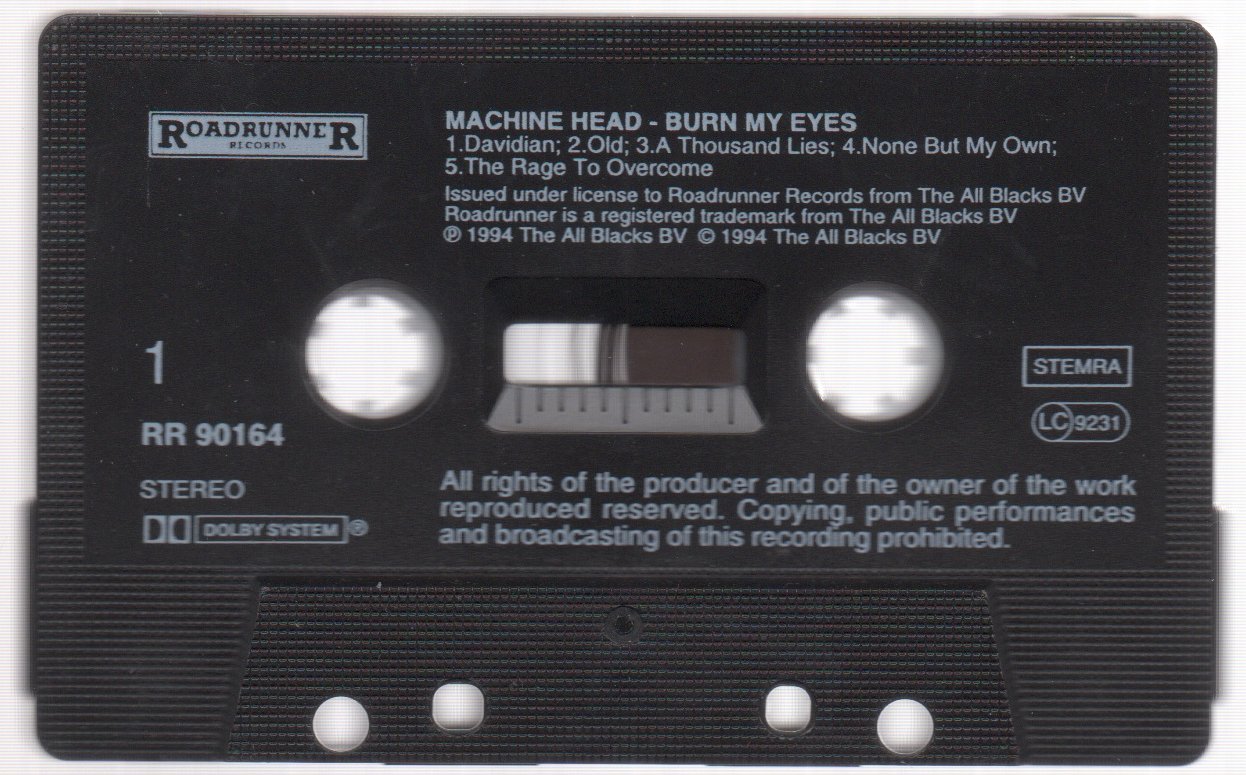 ROADRUNNER
RECORDS
MACHINE HEAD - BURN MY EYES
1.Davidian; 2.Old; 3.A Thousand Lies; 4.None But My Own;
5.The Rage To Overcome
Issued under license to Roadrunner Records from The All Blacks BV
Roadrunner is a registered trademark from The All Blacks BV
℗ 1994 The All Blacks BV © 1994 The All Blacks BV
1
RR 90164
STEREO
DOLBY SYSTEM ®
STEMRA
LC 9231
All rights of the producer and of the owner of the work
reproduced reserved. Copying, public performances
and broadcasting of this recording prohibited.